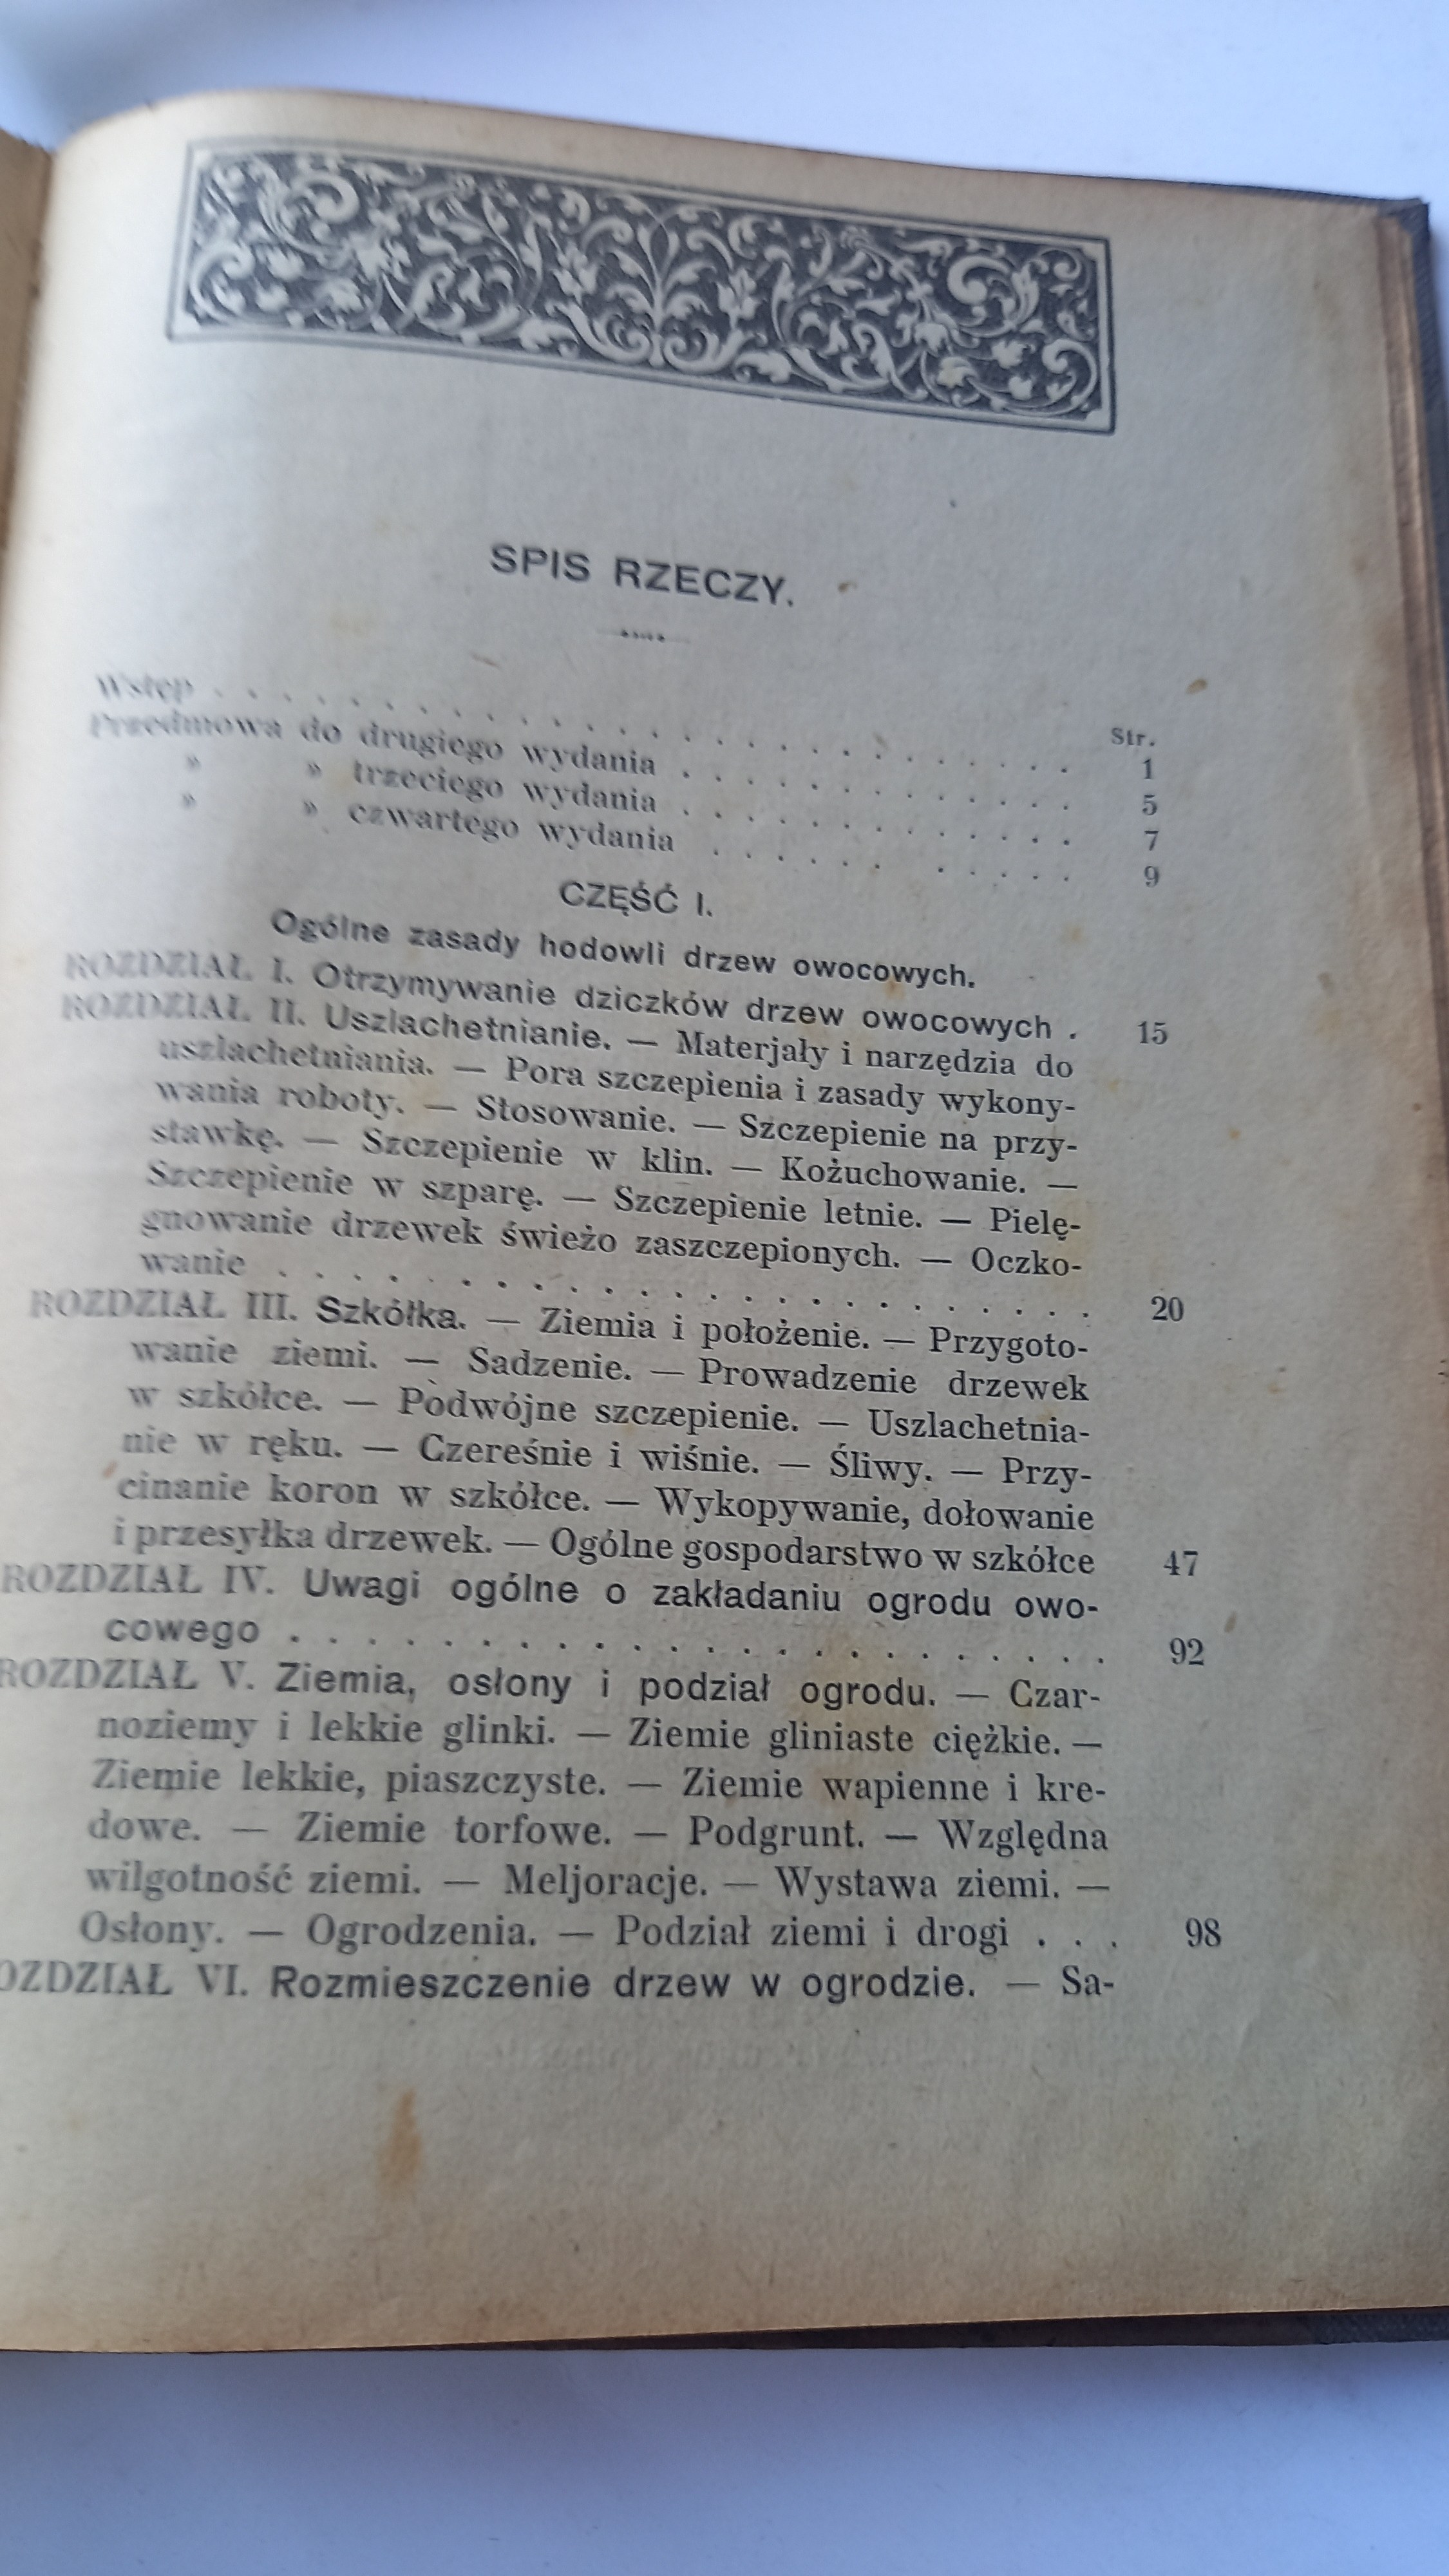 SPIS RZECZY.
Str.
Wstęp . . . . . . . . . . . . . . . . . . . . . . . . . . 1
Przedmowa do drugiego wydania . . . . . . . . . . . . . 5
» » trzeciego wydania . . . . . . . . . . . . . 7
» » czwartego wydania . . . . . . . . . . . 9
CZĘŚĆ I.
Ogólne zasady hodowli drzew owocowych.
ROZDZIAŁ I. Otrzymywanie dziczków drzew owocowych . 15
ROZDZIAŁ II. Uszlachetnianie. — Materjały i narzędzia do
uszlachetniania. — Pora szczepienia i zasady wykony-
wania roboty. — Stosowanie. — Szczepienie na przy-
stawkę. — Szczepienie w klin. — Kożuchowanie. —
Szczepienie w szparę. — Szczepienie letnie. — Pielę-
gnowanie drzewek świeżo zaszczepionych. — Oczko-
wanie . . . . . . . . . . . . . . . . . . . . . . 20
ROZDZIAŁ III. Szkółka. — Ziemia i położenie. — Przygoto-
wanie ziemi. — Sadzenie. — Prowadzenie drzewek
w szkółce. — Podwójne szczepienie. — Uszlachetnia-
nie w ręku. — Czereśnie i wiśnie. — Śliwy. — Przy-
cinanie koron w szkółce. — Wykopywanie, dołowanie
i przesyłka drzewek. — Ogólne gospodarstwo w szkółce 47
ROZDZIAŁ IV. Uwagi ogólne o zakładaniu ogrodu owo-
cowego . . . . . . . . . . . . . . . . . . . . . . 92
ROZDZIAŁ V. Ziemia, osłony i podział ogrodu. — Czar-
noziemy i lekkie glinki. — Ziemie gliniaste ciężkie. —
Ziemie lekkie, piaszczyste. — Ziemie wapienne i kre-
dowe. — Ziemie torfowe. — Podgrunt. — Względna
wilgotność ziemi. — Meljoracje. — Wystawa ziemi. —
Osłony. — Ogrodzenia. — Podział ziemi i drogi . . . 98
OZDZIAŁ VI. Rozmieszczenie drzew w ogrodzie. — Sa-